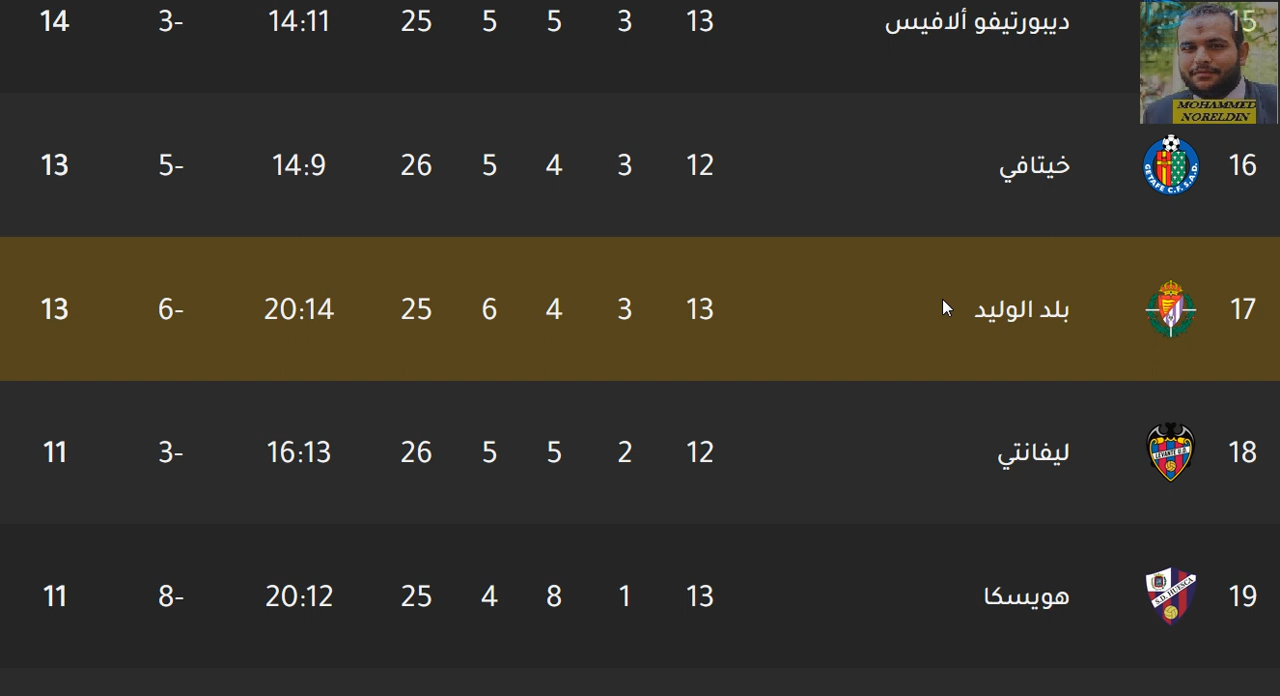 15 ديبورتيفو ألافيس 13 3 5 5 25 14:11 3- 14
MOHAMMED
NORELDIN
16 خيتافي 12 3 4 5 26 14:9 5- 13
GETAFE C.F. S.A.D.
17 بلد الوليد 13 3 4 6 25 20:14 6- 13
18 ليفانتي 12 2 5 5 26 16:13 3- 11
LEVANTE U.D.
19 هويسكا 13 1 8 4 25 20:12 8- 11
S.D. HUESCA